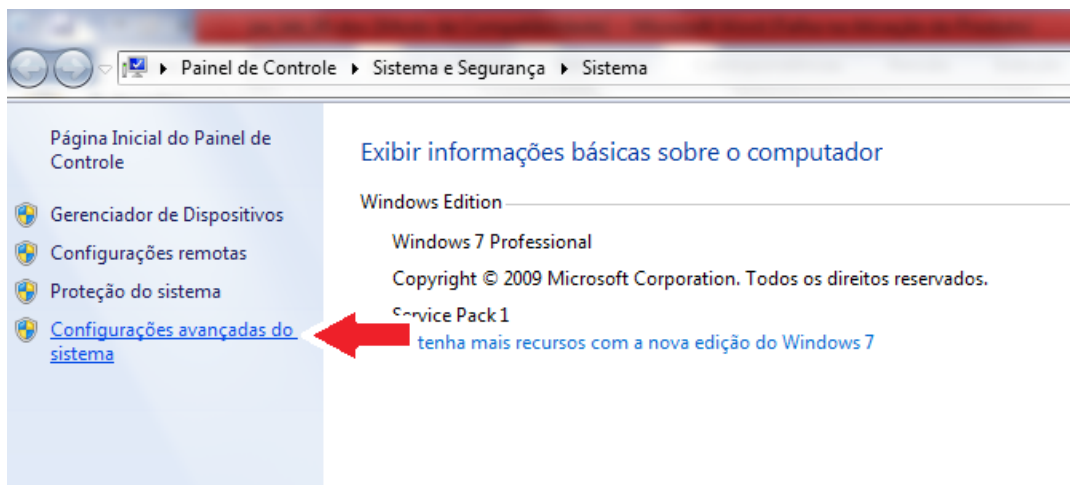 Painel de Controle Sistema e Segurança Sistema
Página Inicial do Painel de
Controle
Gerenciador de Dispositivos
Configurações remotas
Proteção do sistema
Configurações avançadas do
sistema
Exibir informações básicas sobre o computador
Windows Edition
Windows 7 Professional
Copyright © 2009 Microsoft Corporation. Todos os direitos reservados.
Service Pack 1
tenha mais recursos com a nova edição do Windows 7